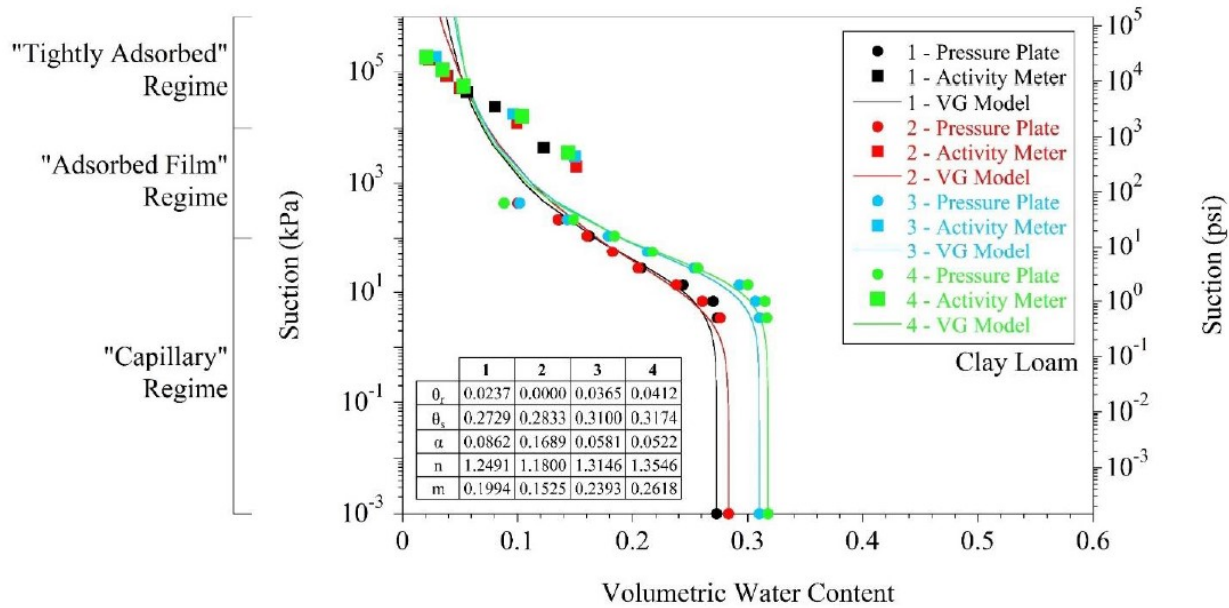 "Tightly Adsorbed"
Regime
"Adsorbed Film"
Regime
"Capillary"
Regime
Suction (kPa)
10^5
10^3
10^1
10^-1
10^-3
0 0.1 0.2 0.3 0.4 0.5 0.6
Volumetric Water Content
1 - Pressure Plate
1 - Activity Meter
1 - VG Model
2 - Pressure Plate
2 - Activity Meter
2 - VG Model
3 - Pressure Plate
3 - Activity Meter
3 - VG Model
4 - Pressure Plate
4 - Activity Meter
4 - VG Model
Clay Loam
1 2 3 4
θr 0.0237 0.0000 0.0365 0.0412
θs 0.2729 0.2833 0.3100 0.3174
α 0.0862 0.1689 0.0581 0.0522
n 1.2491 1.1800 1.3146 1.3546
m 0.1994 0.1525 0.2393 0.2618
10^5
10^4
10^3
10^2
10^1
10^0
10^-1
10^-2
10^-3
Suction (psi)